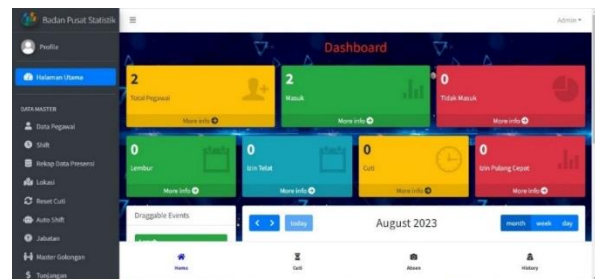 Badan Pusat Statistik
Admin
Profile
Dashboard
Halaman Utama
2
Total Pegawai
More info
2
Masuk
More info
0
Tidak Masuk
More info
DATA MASTER
Data Pegawai
Shift
Rekap Data Presensi
Lokasi
Reset Cuti
Auto Shift
Jabatan
Master Golongan
Tunjangan
0
Lembur
More info
0
Izin Telat
More info
0
Cuti
More info
0
Izin Pulang Cepat
More info
Draggable Events
today
August 2023
month week day
Home
Cuti
Absen
History